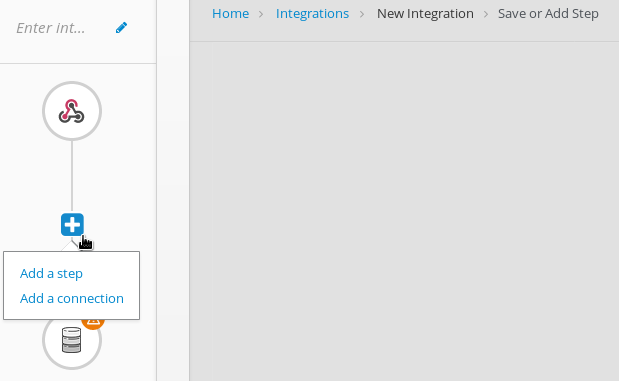 Enter int...
Home > Integrations > New Integration > Save or Add Step
Add a step
Add a connection